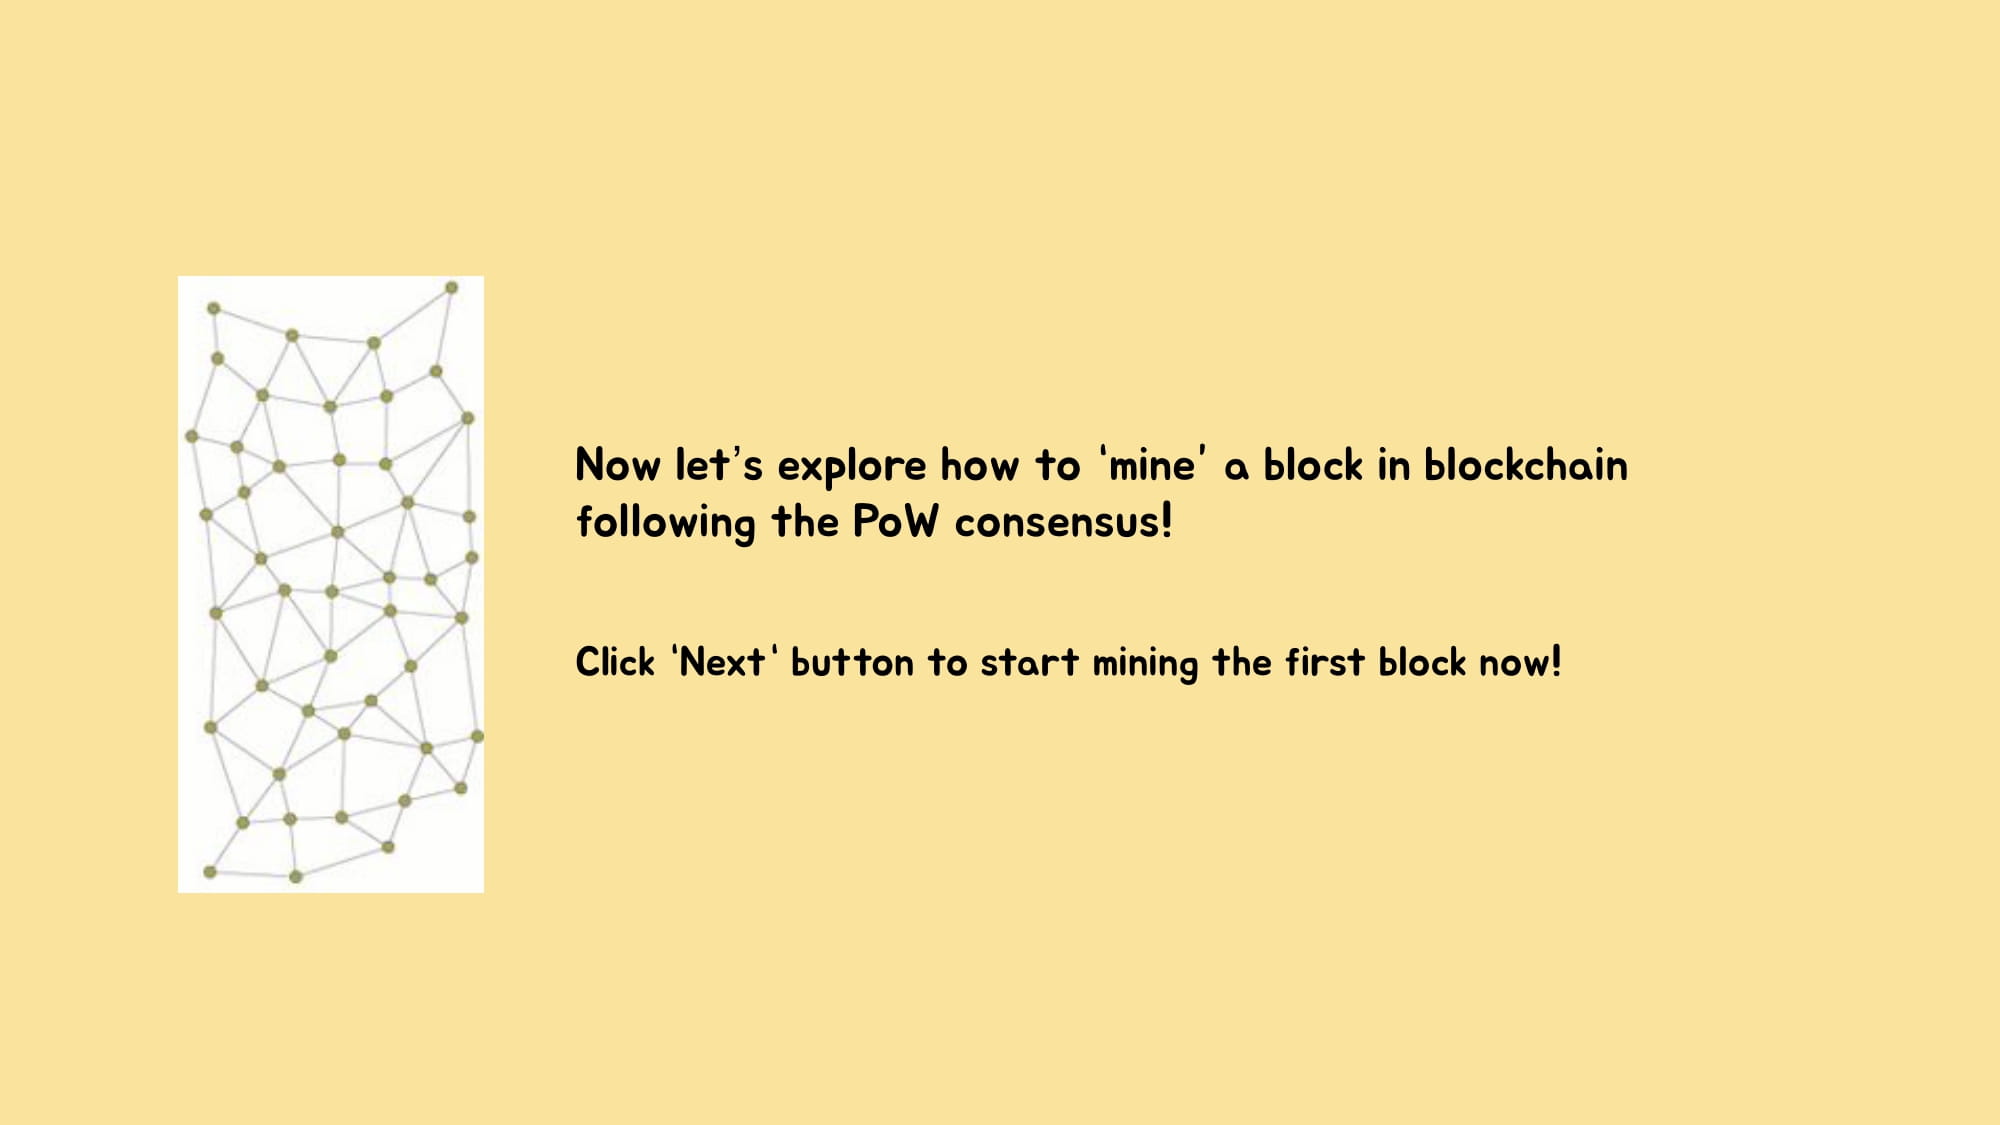 Now let's explore how to ‘mine’ a block in blockchain
following the PoW consensus!
Click ‘Next‘ button to start mining the first block now!